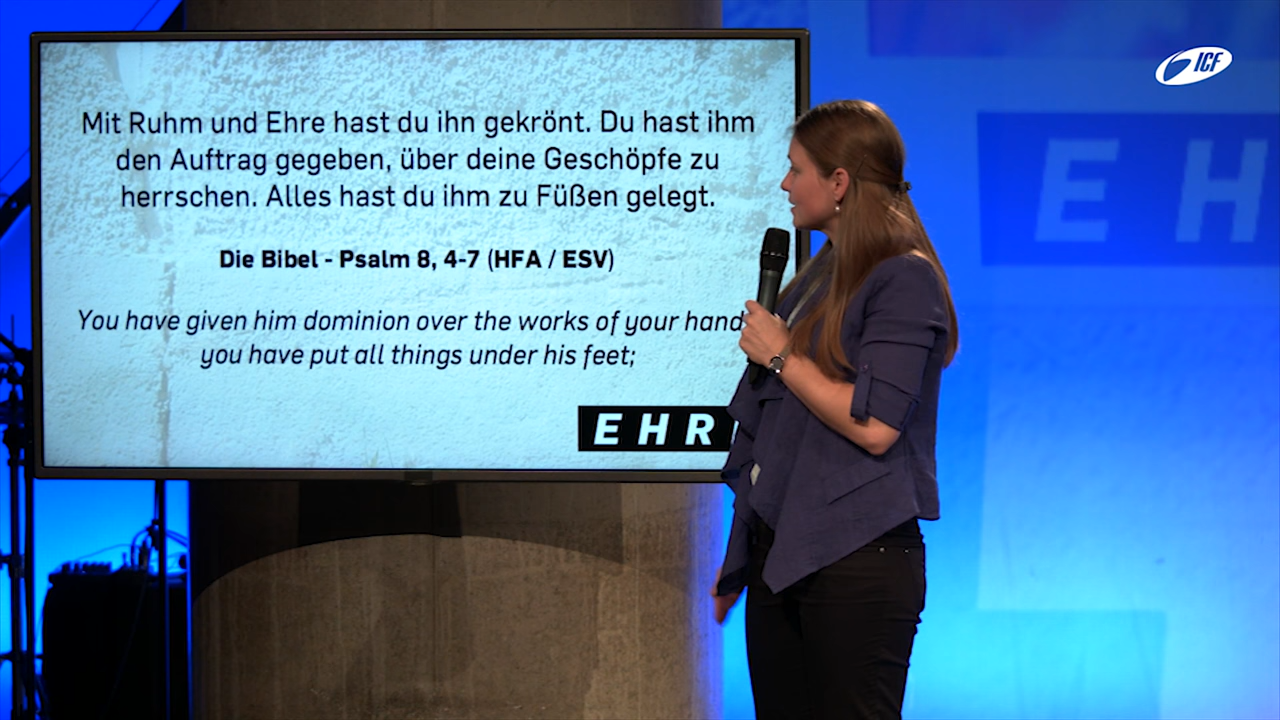 ICF
Mit Ruhm und Ehre hast du ihn gekrönt. Du hast ihm
den Auftrag gegeben, über deine Geschöpfe zu
herrschen. Alles hast du ihm zu Füßen gelegt.
Die Bibel - Psalm 8, 4-7 (HFA / ESV)
You have given him dominion over the works of your hand
you have put all things under his feet;
EHR
EH